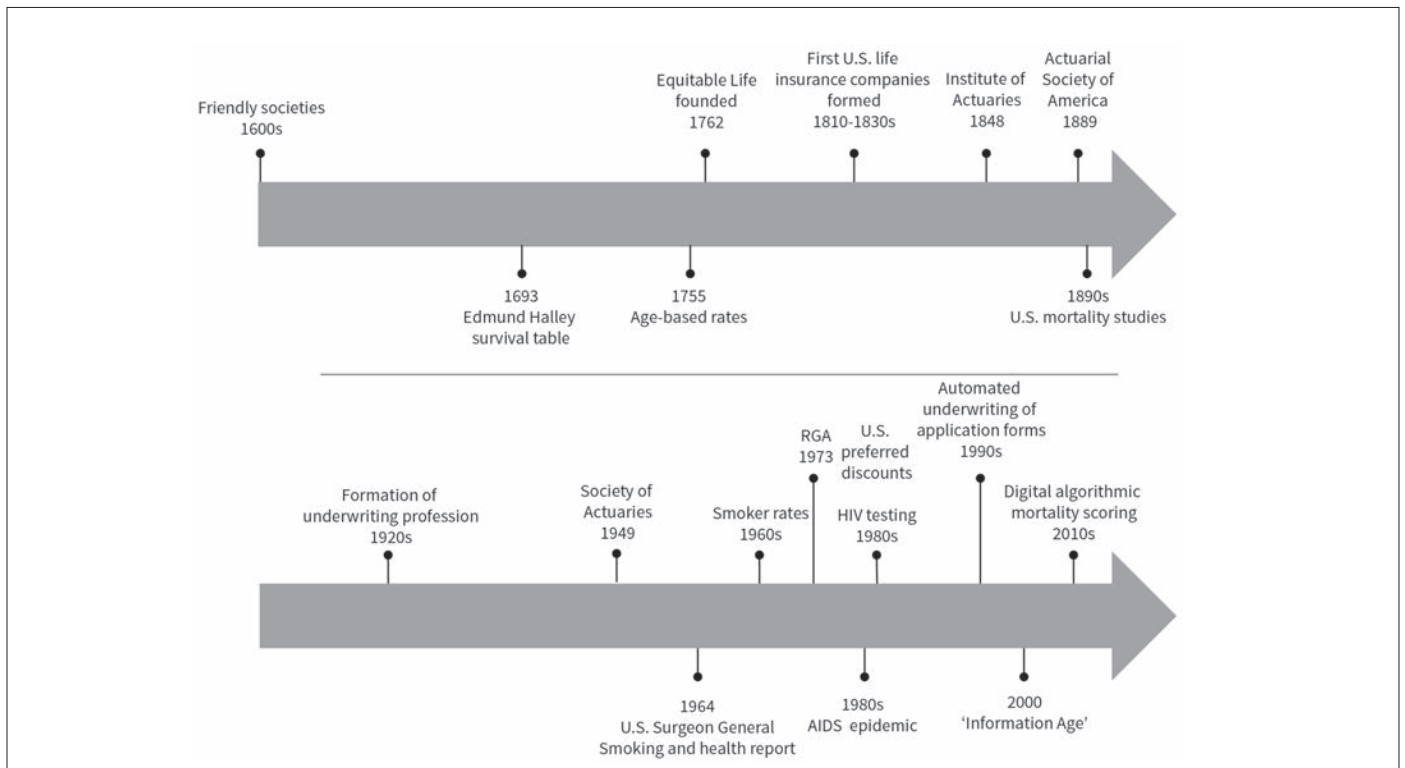 Friendly societies
1600s
Equitable Life
founded
1762
First U.S. life
insurance companies
formed
1810-1830s
Institute of
Actuaries
1848
Actuarial
Society of
America
1889
1693
Edmund Halley
survival table
1755
Age-based rates
1890s
U.S. mortality studies
Formation of
underwriting profession
1920s
Society of
Actuaries
1949
Smoker rates
1960s
RGA
1973
U.S.
preferred
discounts
HIV testing
1980s
Automated
underwriting of
application forms
1990s
Digital algorithmic
mortality scoring
2010s
1964
U.S. Surgeon General
Smoking and health report
1980s
AIDS epidemic
2000
‘Information Age’